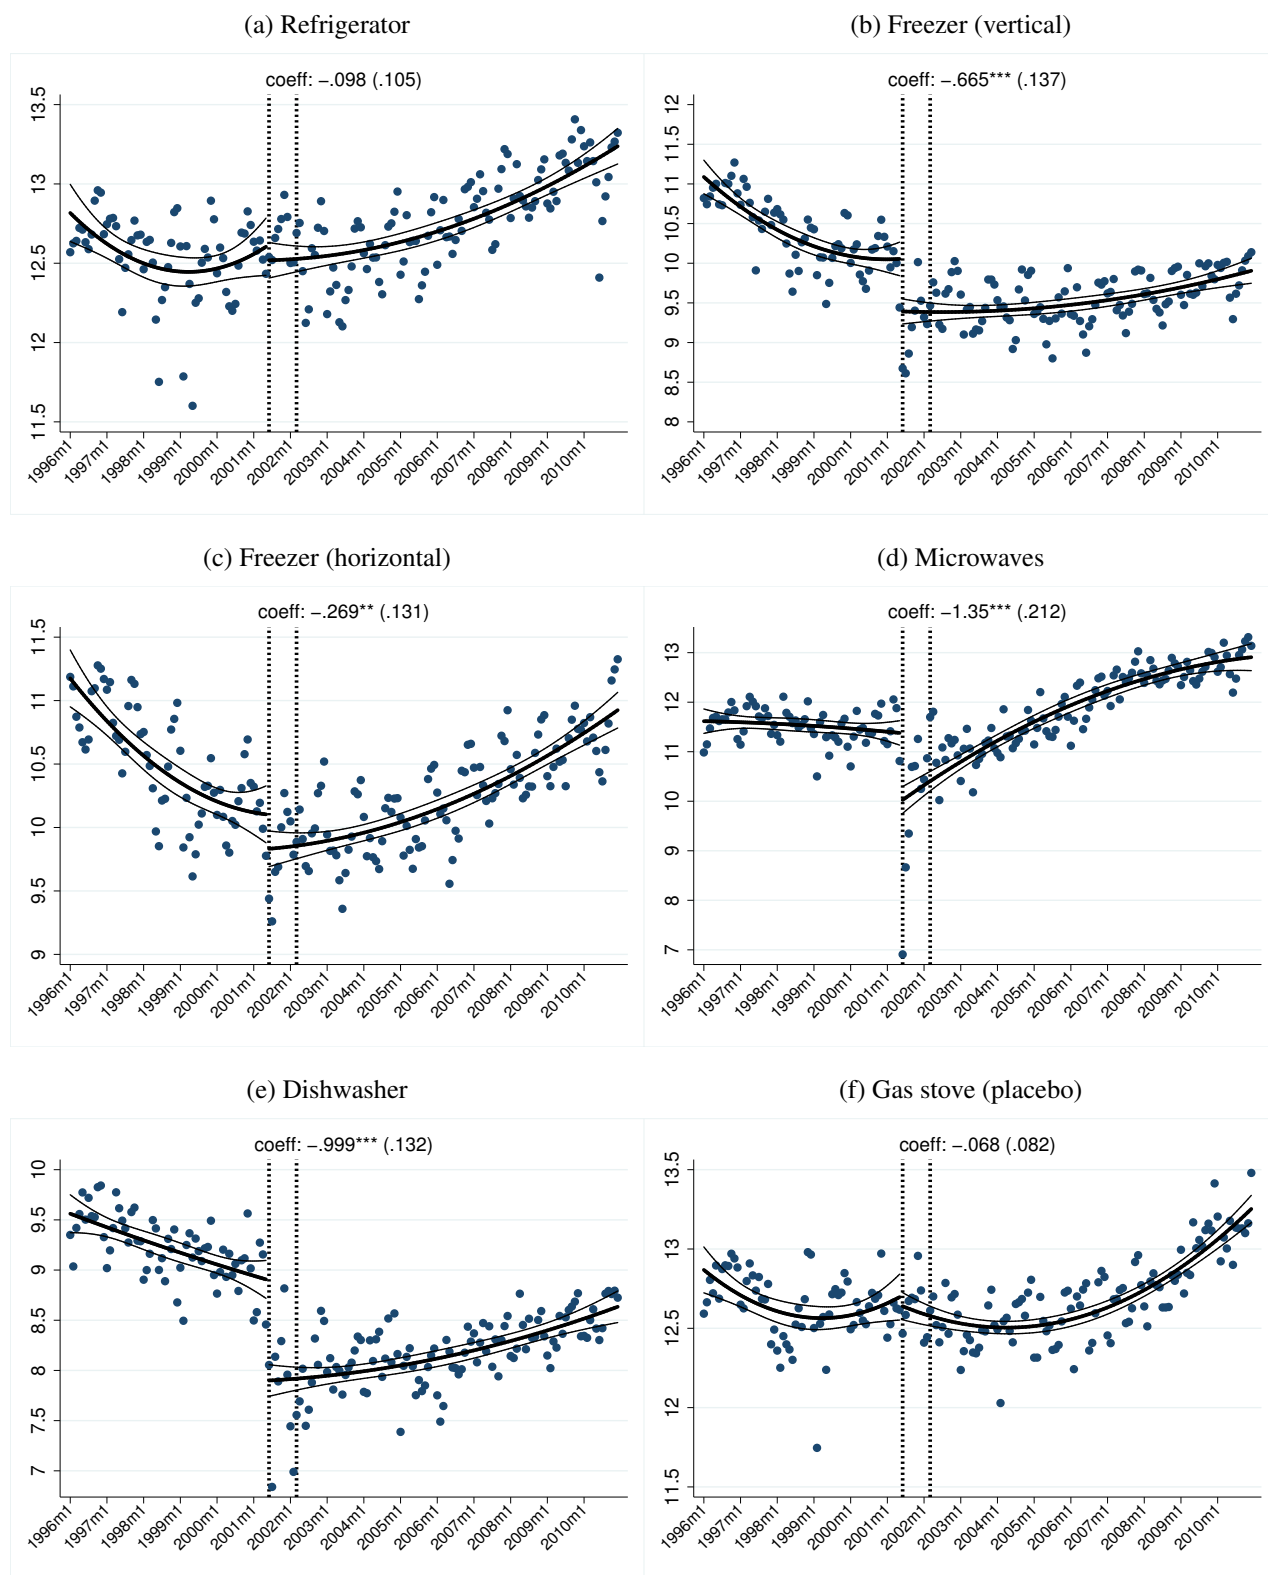 (a) Refrigerator
coeff: −.098 (.105)
13.5
13
12.5
12
11.5
1996m1 1997m1 1998m1 1999m1 2000m1 2001m1 2002m1 2003m1 2004m1 2005m1 2006m1 2007m1 2008m1 2009m1 2010m1
(b) Freezer (vertical)
coeff: −.665*** (.137)
12
11.5
11
10.5
10
9.5
9
8.5
8
1996m1 1997m1 1998m1 1999m1 2000m1 2001m1 2002m1 2003m1 2004m1 2005m1 2006m1 2007m1 2008m1 2009m1 2010m1
(c) Freezer (horizontal)
coeff: −.269** (.131)
11.5
11
10.5
10
9.5
9
1996m1 1997m1 1998m1 1999m1 2000m1 2001m1 2002m1 2003m1 2004m1 2005m1 2006m1 2007m1 2008m1 2009m1 2010m1
(d) Microwaves
coeff: −1.35*** (.212)
13
12
11
10
9
8
7
1996m1 1997m1 1998m1 1999m1 2000m1 2001m1 2002m1 2003m1 2004m1 2005m1 2006m1 2007m1 2008m1 2009m1 2010m1
(e) Dishwasher
coeff: −.999*** (.132)
10
9.5
9
8.5
8
7.5
7
1996m1 1997m1 1998m1 1999m1 2000m1 2001m1 2002m1 2003m1 2004m1 2005m1 2006m1 2007m1 2008m1 2009m1 2010m1
(f) Gas stove (placebo)
coeff: −.068 (.082)
13.5
13
12.5
12
11.5
1996m1 1997m1 1998m1 1999m1 2000m1 2001m1 2002m1 2003m1 2004m1 2005m1 2006m1 2007m1 2008m1 2009m1 2010m1